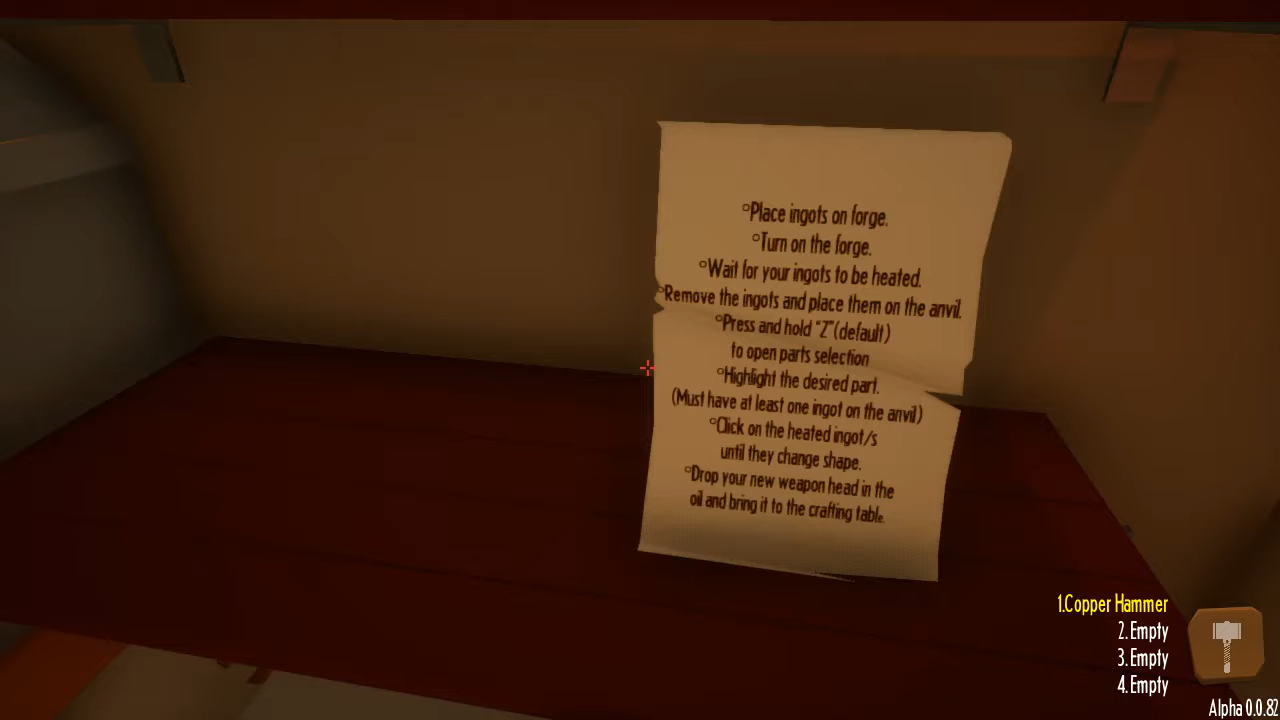 °Place ingots on forge.
°Turn on the forge.
°Wait for your ingots to be heated.
°Remove the ingots and place them on the anvil.
°Press and hold “Z”(default)
to open parts selection
°Highlight the desired part.
(Must have at least one ingot on the anvil)
°Click on the heated ingot/s
until they change shape.
°Drop your new weapon head in the
oil and bring it to the crafting table.
1.Copper Hammer
2. Empty
3. Empty
4. Empty
Alpha 0.0.82